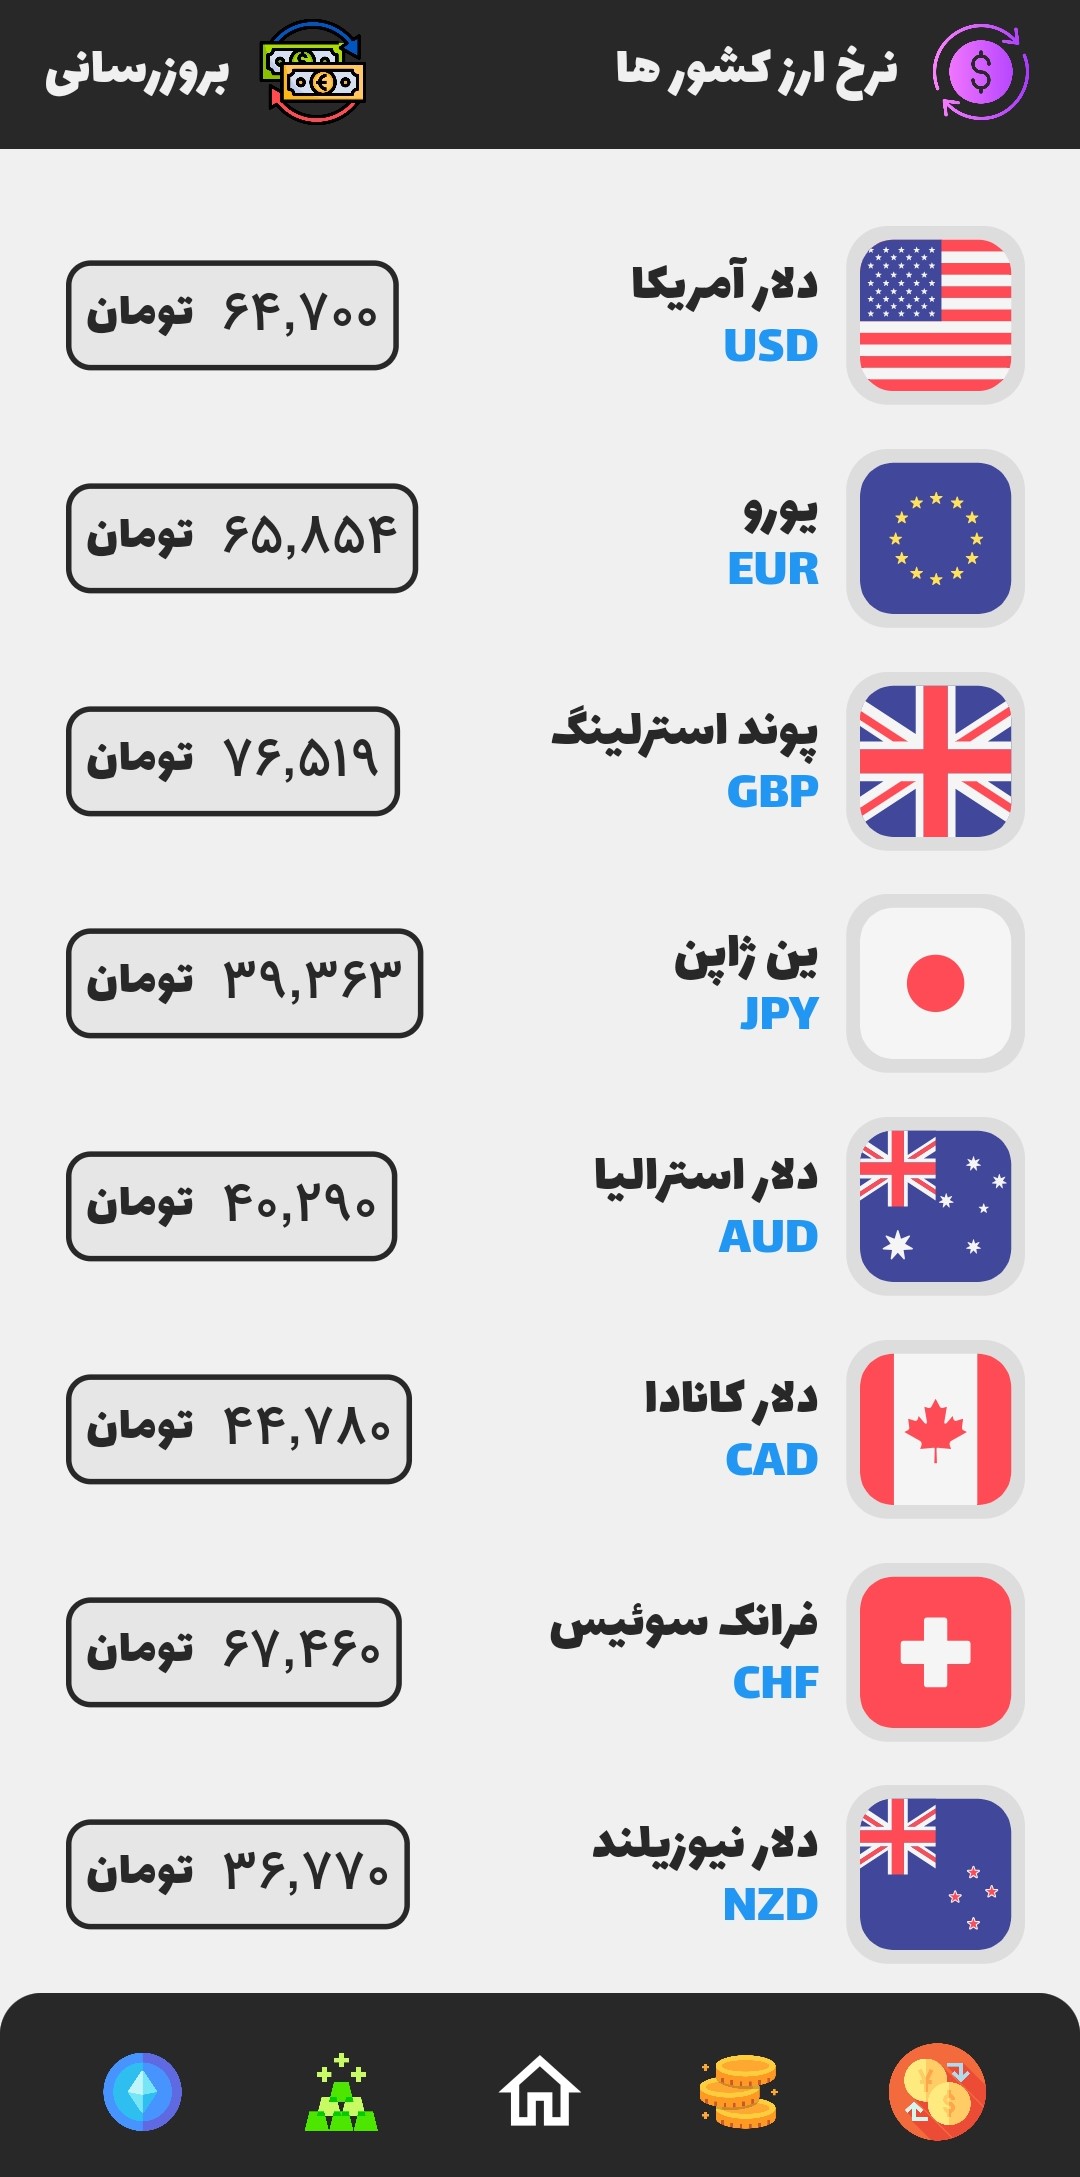 نرخ ارز کشور ها
بروزرسانی
دلار آمریکا
USD
۶۴,۷۰۰ تومان
یورو
EUR
۶۵,۸۵۴ تومان
پوند استرلینگ
GBP
۷۶,۵۱۹ تومان
ین ژاپن
JPY
۳۹,۳۶۳ تومان
دلار استرالیا
AUD
۴۰,۲۹۰ تومان
دلار کانادا
CAD
۴۴,۷۸۰ تومان
فرانک سوئیس
CHF
۶۷,۴۶۰ تومان
دلار نیوزیلند
NZD
۳۶,۷۷۰ تومان